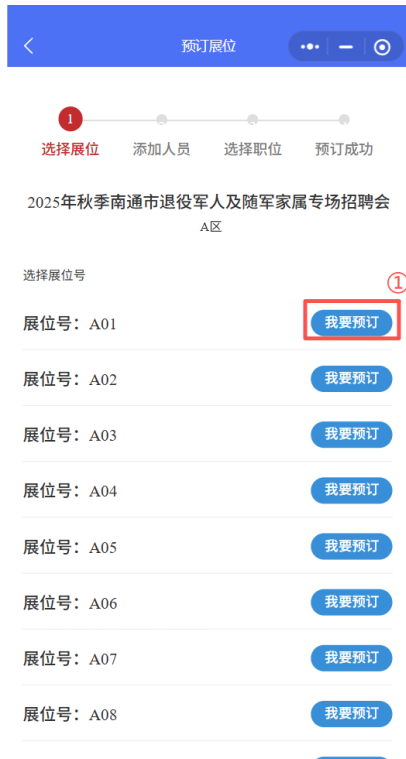 预订展位
1
选择展位 添加人员 选择职位 预订成功
2025年秋季南通市退役军人及随军家属专场招聘会
A区
选择展位号
①
展位号：A01 我要预订
展位号：A02 我要预订
展位号：A03 我要预订
展位号：A04 我要预订
展位号：A05 我要预订
展位号：A06 我要预订
展位号：A07 我要预订
展位号：A08 我要预订